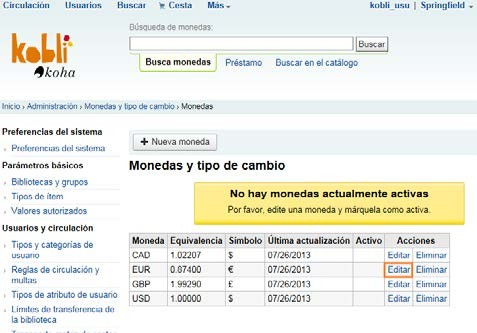 Circulación Usuarios Buscar Cesta Más kobli_usu | Springfield
kobli
koha
Búsqueda de monedas:
Buscar
Busca monedas Préstamo Buscar en el catálogo
Inicio › Administración › Monedas y tipo de cambio › Monedas
Preferencias del sistema
Preferencias del sistema
Parámetros básicos
Bibliotecas y grupos
Tipos de ítem
Valores autorizados
Usuarios y circulación
Tipos y categorías de
usuario
Reglas de circulación y
multas
Tipos de atributo de usuario
Límites de transferencia de
la biblioteca
+ Nueva moneda
Monedas y tipo de cambio
No hay monedas actualmente activas
Por favor, edite una moneda y márquela como activa.
Moneda Equivalencia Símbolo Última actualización Activo Acciones
CAD 1.02207 $ 07/26/2013 Editar Eliminar
EUR 0.87400 € 07/26/2013 Editar Eliminar
GBP 1.99290 £ 07/26/2013 Editar Eliminar
USD 1.00000 $ 07/26/2013 Editar Eliminar